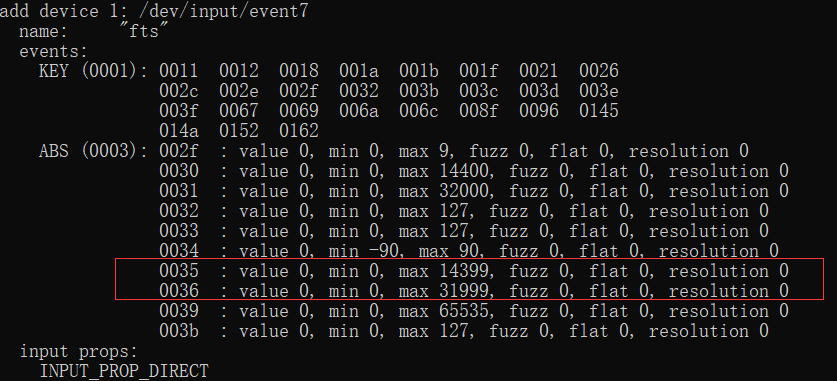 add device 1: /dev/input/event7
name: "fts"
events:
KEY (0001): 0011 0012 0018 001a 001b 001f 0021 0026
002c 002e 002f 0032 003b 003c 003d 003e
003f 0067 0069 006a 006c 008f 0096 0145
014a 0152 0162
ABS (0003): 002f : value 0, min 0, max 9, fuzz 0, flat 0, resolution 0
0030 : value 0, min 0, max 14400, fuzz 0, flat 0, resolution 0
0031 : value 0, min 0, max 32000, fuzz 0, flat 0, resolution 0
0032 : value 0, min 0, max 127, fuzz 0, flat 0, resolution 0
0033 : value 0, min 0, max 127, fuzz 0, flat 0, resolution 0
0034 : value 0, min -90, max 90, fuzz 0, flat 0, resolution 0
0035 : value 0, min 0, max 14399, fuzz 0, flat 0, resolution 0
0036 : value 0, min 0, max 31999, fuzz 0, flat 0, resolution 0
0039 : value 0, min 0, max 65535, fuzz 0, flat 0, resolution 0
003b : value 0, min 0, max 127, fuzz 0, flat 0, resolution 0
input props:
INPUT_PROP_DIRECT